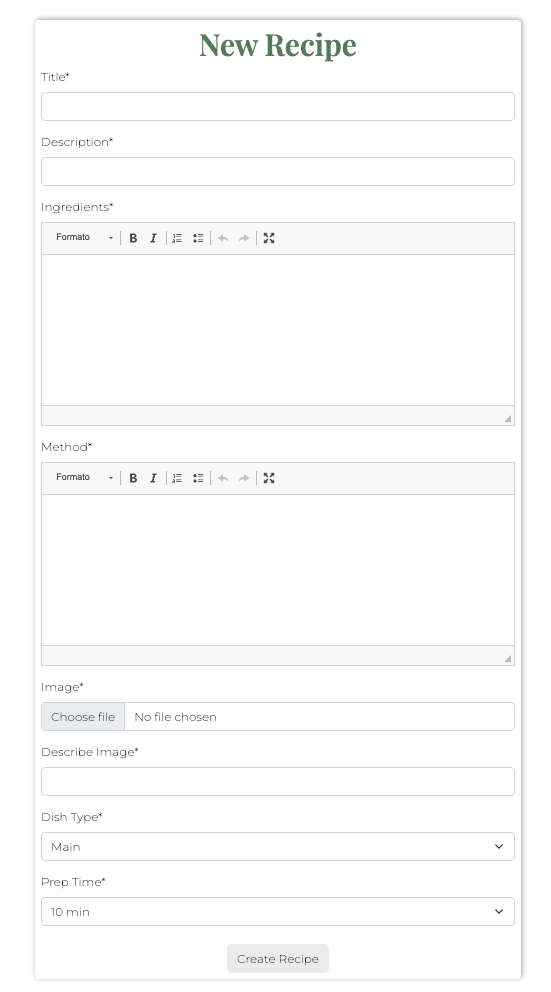 New Recipe
Title*
Description*
Ingredients*
Formato B I
Method*
Formato B I
Image*
Choose file No file chosen
Describe Image*
Dish Type*
Main
Prep Time*
10 min
Create Recipe